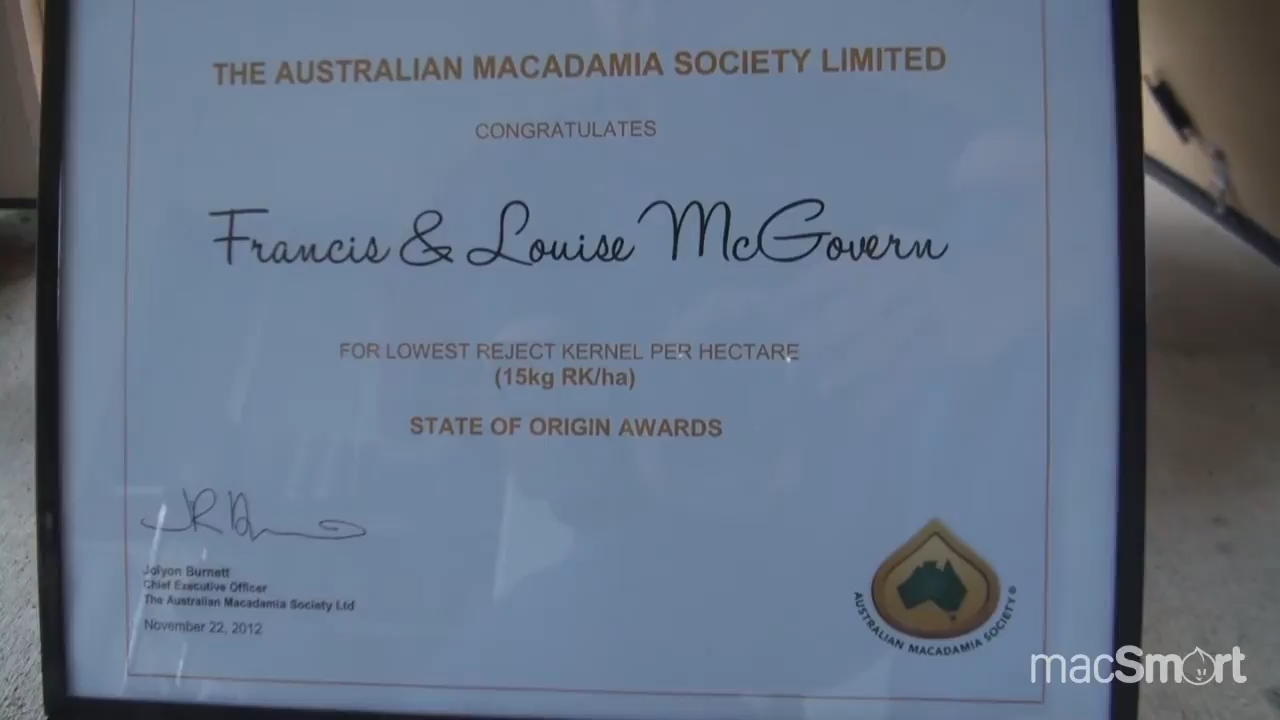 THE AUSTRALIAN MACADAMIA SOCIETY LIMITED
CONGRATULATES
Francis & Louise McGovern
FOR LOWEST REJECT KERNEL PER HECTARE
(15kg RK/ha)
STATE OF ORIGIN AWARDS
Jolyon Burnett
Chief Executive Officer
The Australian Macadamia Society Ltd
November 22, 2012
AUSTRALIAN MACADAMIA SOCIETY®
macSmart